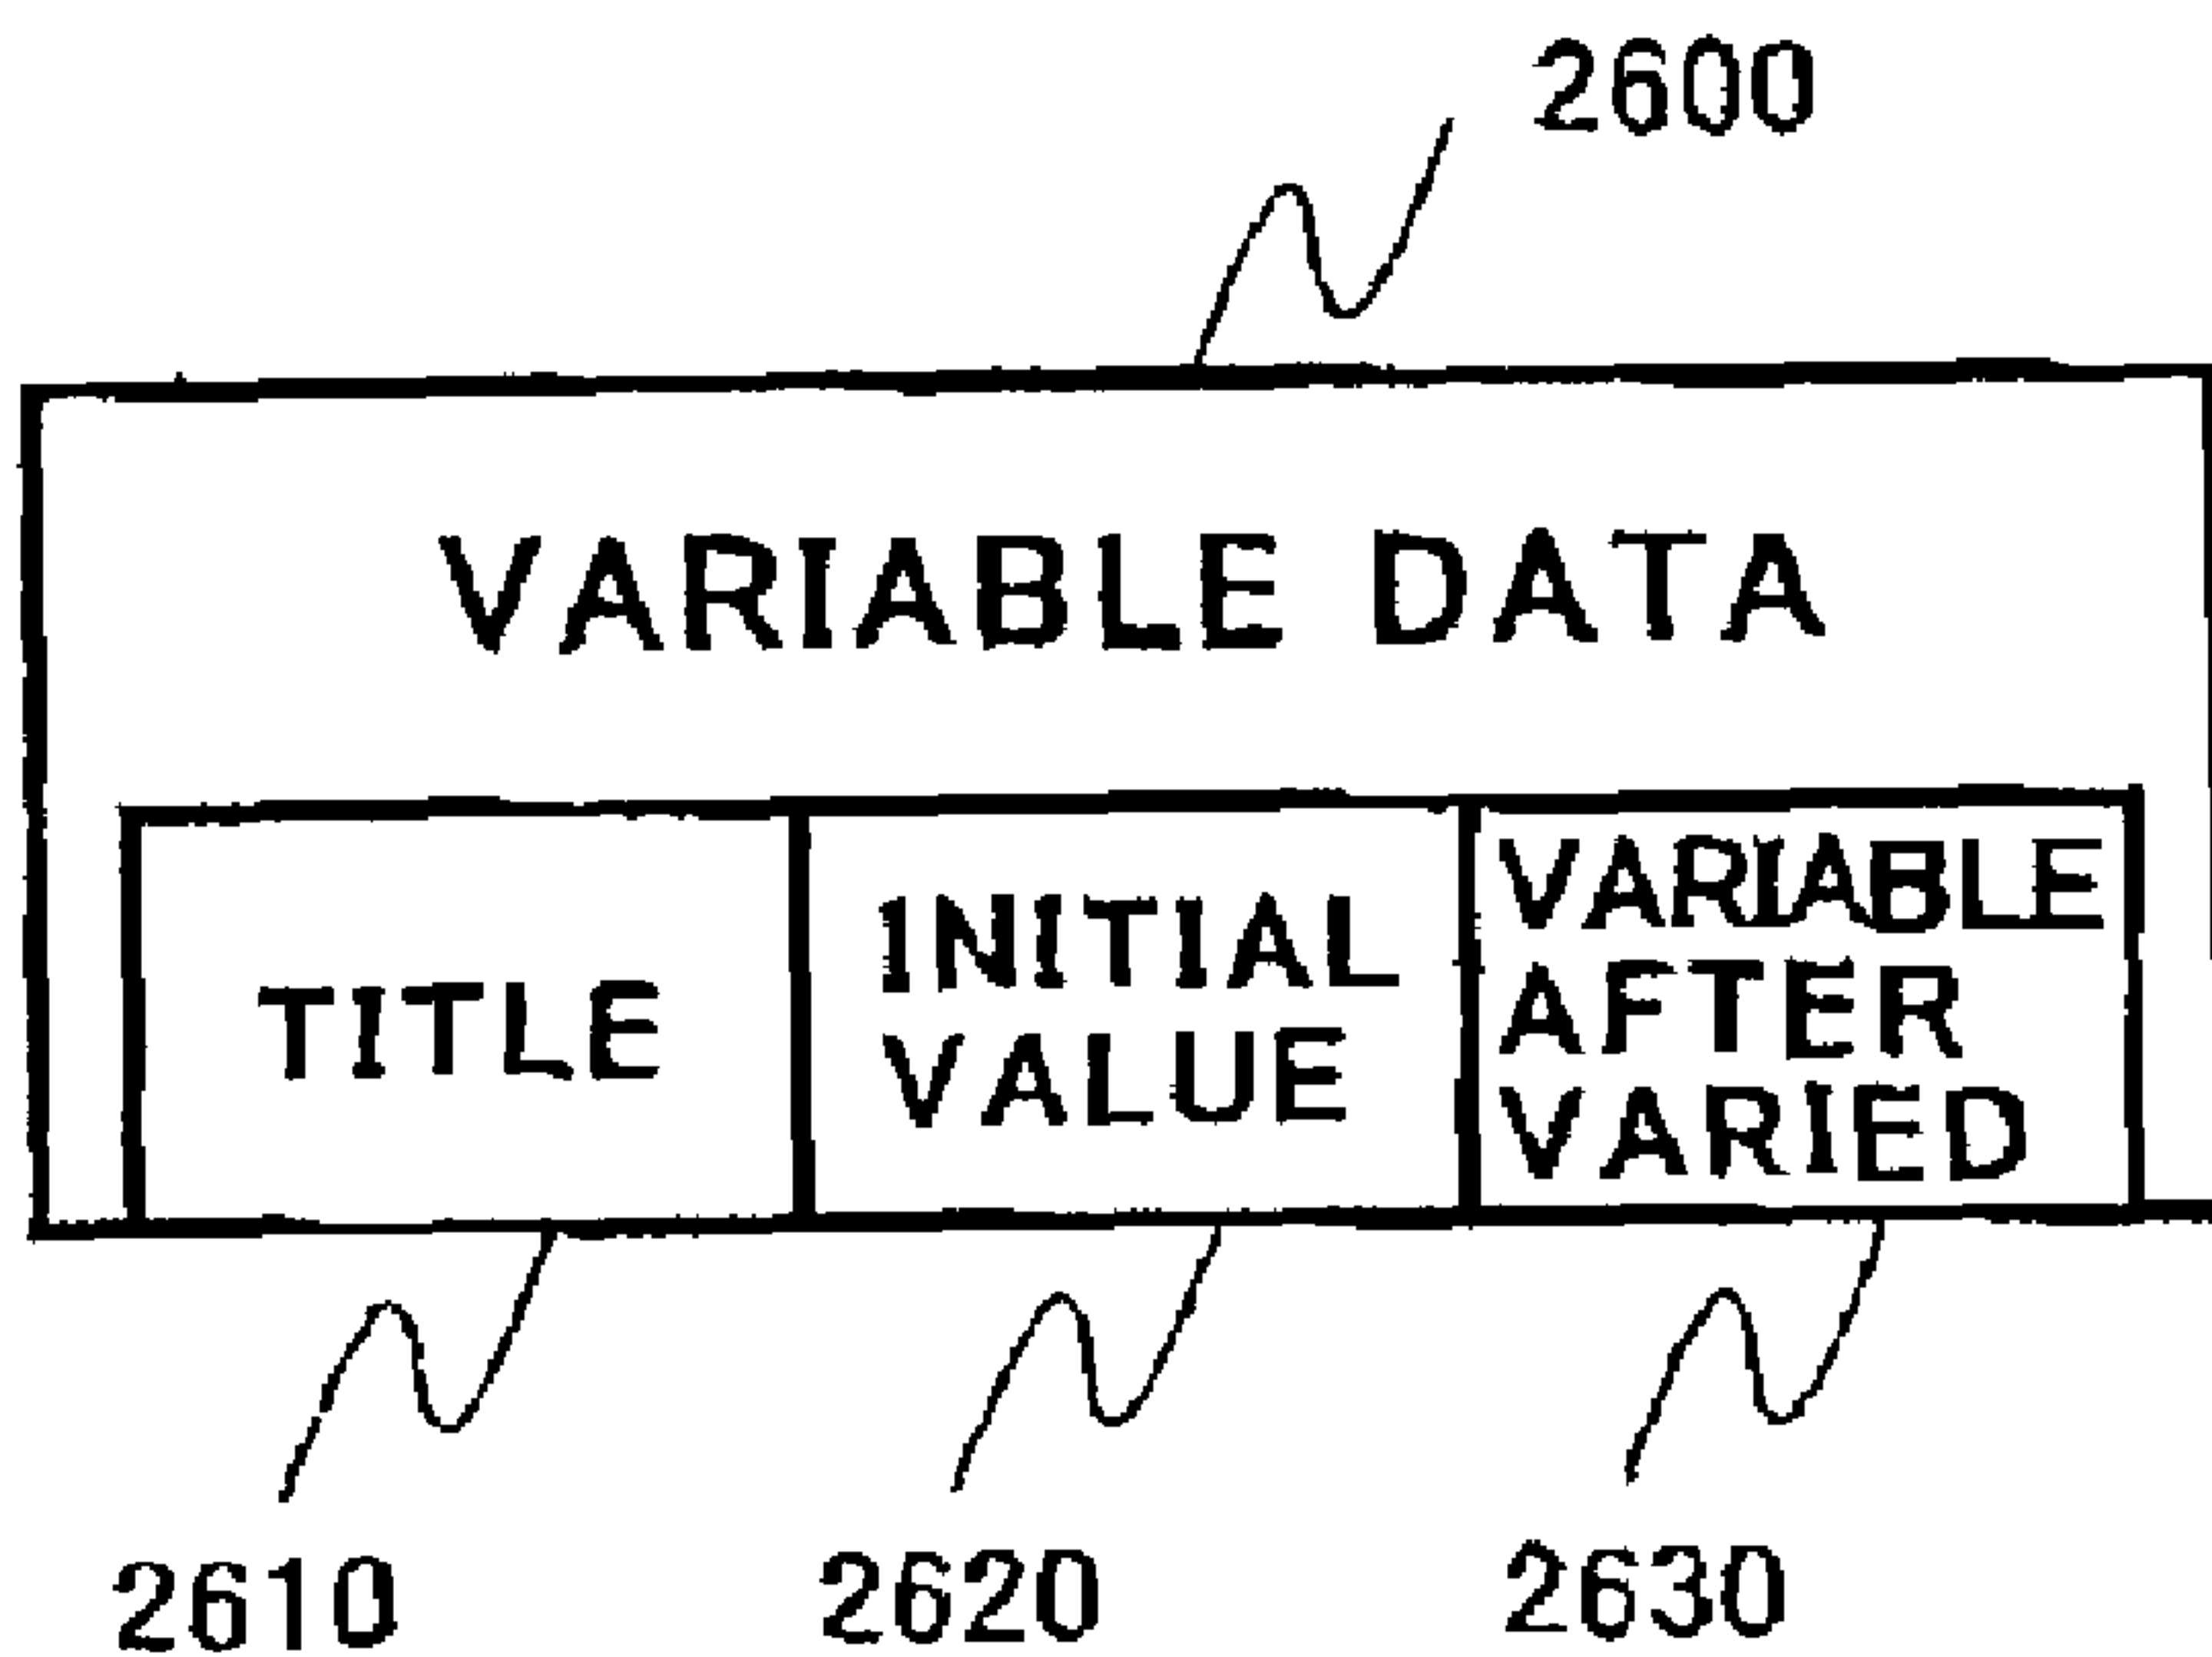 2600
VARIABLE DATA
TITLE
INITIAL
VALUE
VARIABLE
AFTER
VARIED
2610
2620
2630